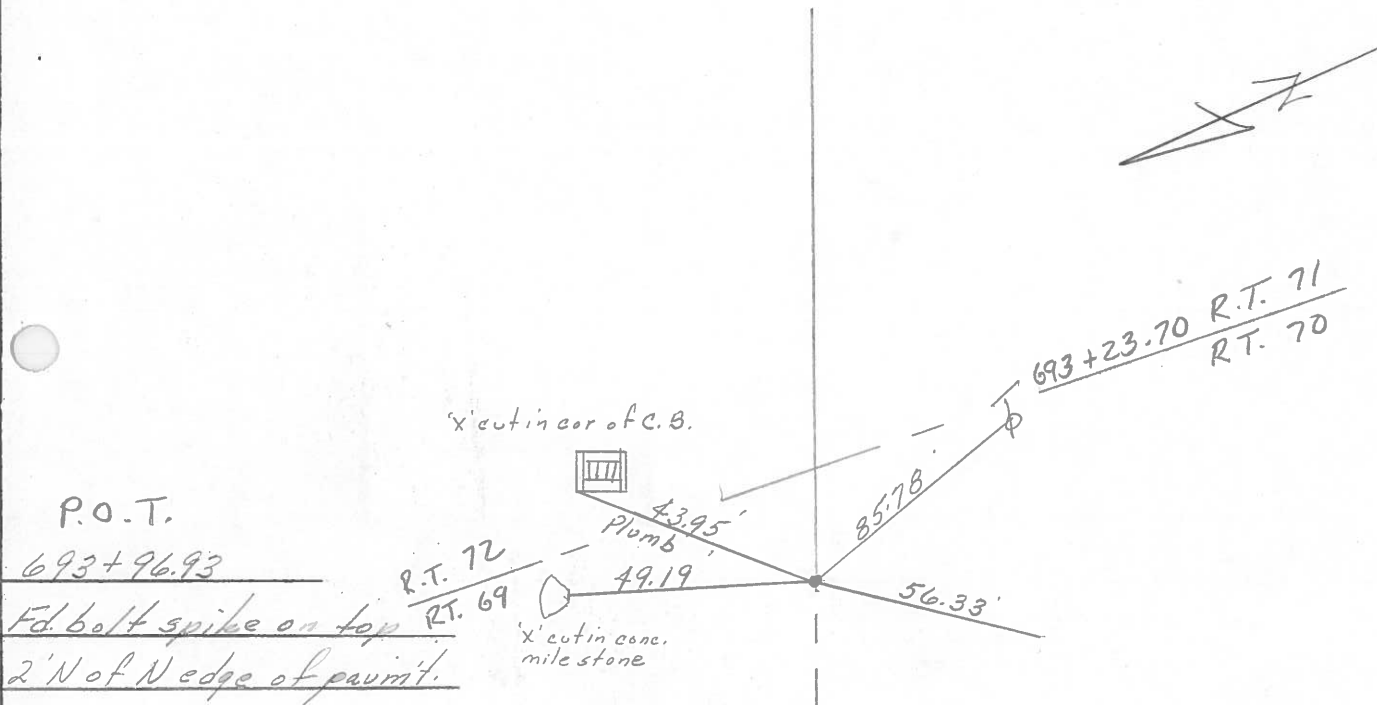 N
693+23.70 R.T. 71
RT. 70
'x' cut in cor of C.B.
43.95'
Plumb
85.78'
P.O.T.
693+96.93
R.T. 72
RT. 69
49.19'
56.33'
Fd. bolt spike on top
'x' cut in conc.
mile stone
2' N of N edge of pavm't.